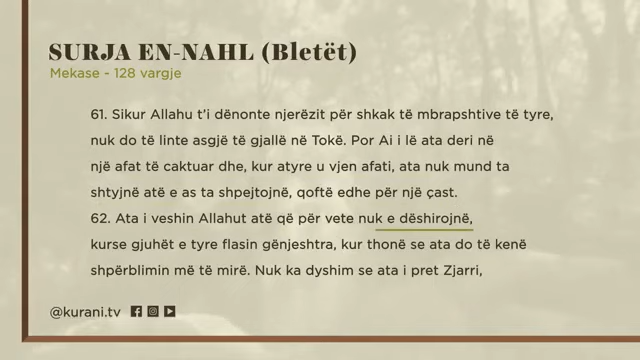 SURJA EN-NAHL (Bletët)
Mekase - 128 vargje
61. Sikur Allahu t'i dënonte njerëzit për shkak të mbrapshtive të tyre,
nuk do të linte asgjë të gjallë në Tokë. Por Ai i lë ata deri në
një afat të caktuar dhe, kur atyre u vjen afati, ata nuk mund ta
shtyjnë atë e as ta shpejtojnë, qoftë edhe për një çast.
62. Ata i veshin Allahut atë që për vete nuk e dëshirojnë,
kurse gjuhët e tyre flasin gënjeshtra, kur thonë se ata do të kenë
shpërblimin më të mirë. Nuk ka dyshim se ata i pret Zjarri,
@kurani.tv